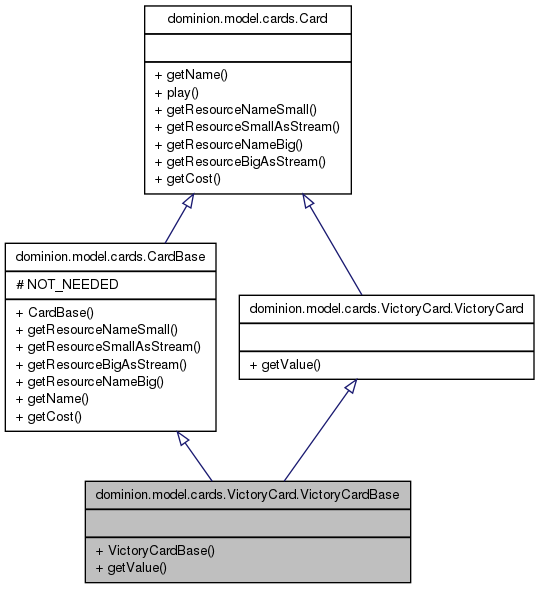 dominion.model.cards.Card
+ getName()
+ play()
+ getResourceNameSmall()
+ getResourceSmallAsStream()
+ getResourceNameBig()
+ getResourceBigAsStream()
+ getCost()
dominion.model.cards.CardBase
# NOT_NEEDED
+ CardBase()
+ getResourceNameSmall()
+ getResourceSmallAsStream()
+ getResourceBigAsStream()
+ getResourceNameBig()
+ getName()
+ getCost()
dominion.model.cards.VictoryCard.VictoryCard
+ getValue()
dominion.model.cards.VictoryCard.VictoryCardBase
+ VictoryCardBase()
+ getValue()